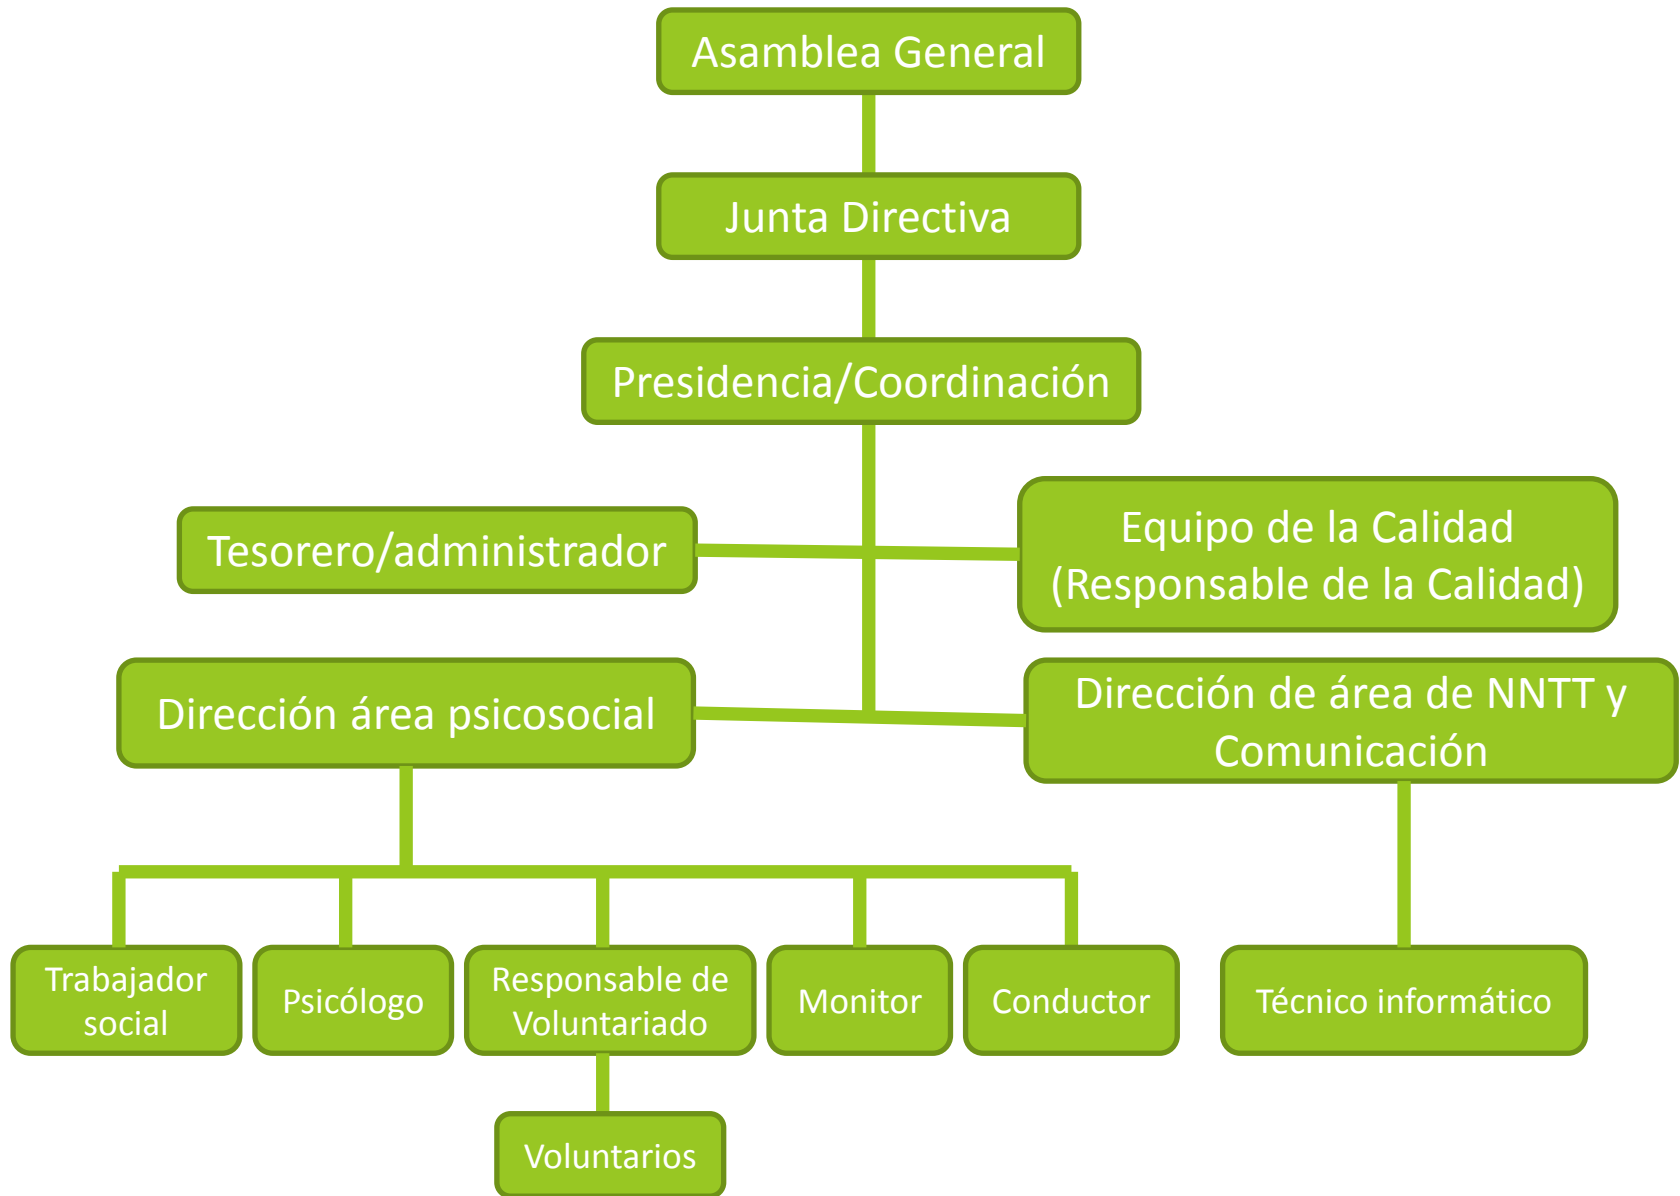 Asamblea General
Junta Directiva
Presidencia/Coordinación
Tesorero/administrador
Equipo de la Calidad
(Responsable de la Calidad)
Dirección área psicosocial
Dirección de área de NNTT y
Comunicación
Trabajador
social
Psicólogo
Responsable de
Voluntariado
Monitor
Conductor
Técnico informático
Voluntarios